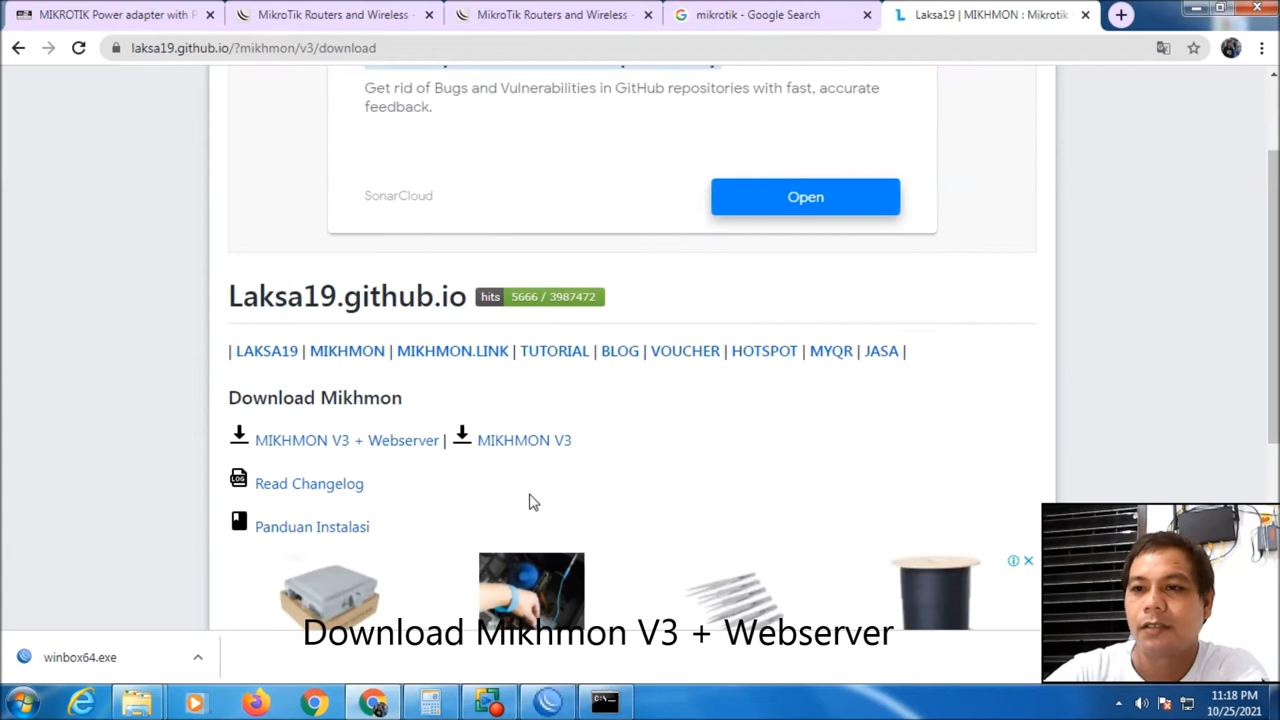 MIKROTIK Power adapter with P
MikroTik Routers and Wireless -
MikroTik Routers and Wireless -
mikrotik - Google Search
Laksa19 | MIKHMON : Mikrotik
laksa19.github.io/?mikhmon/v3/download
Get rid of Bugs and Vulnerabilities in GitHub repositories with fast, accurate
feedback.
SonarCloud
Open
Laksa19.github.io
hits 5666 / 3987472
| LAKSA19 | MIKHMON | MIKHMON.LINK | TUTORIAL | BLOG | VOUCHER | HOTSPOT | MYQR | JASA |
Download Mikhmon
MIKHMON V3 + Webserver | MIKHMON V3
LOG Read Changelog
Panduan Instalasi
Download Mikhmon V3 + Webserver
winbox64.exe
11:18 PM
10/25/2021